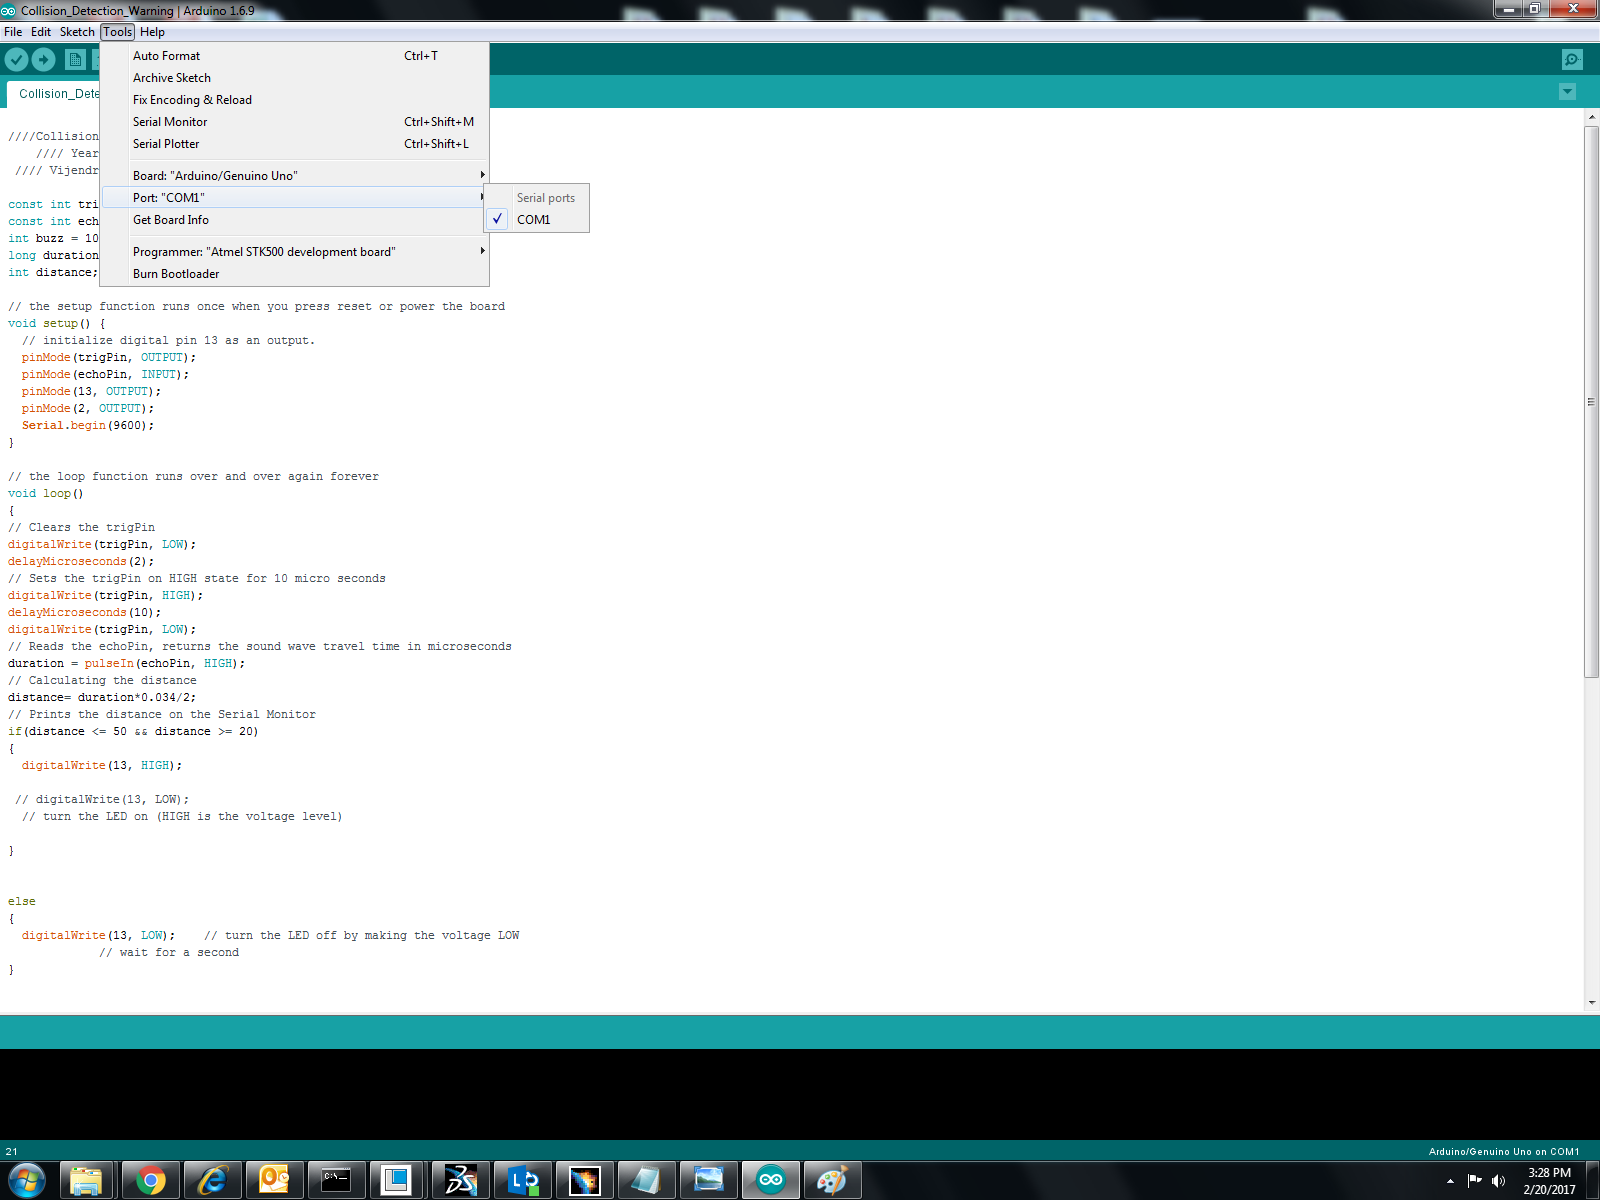 Collision_Detection_Warning | Arduino 1.6.9
File Edit Sketch Tools Help
Auto Format Ctrl+T
Archive Sketch
Fix Encoding & Reload
Serial Monitor Ctrl+Shift+M
Serial Plotter Ctrl+Shift+L
Board: "Arduino/Genuino Uno"
Port: "COM1"
Get Board Info
Programmer: "Atmel STK500 development board"
Burn Bootloader
Serial ports
COM1
Collision_Dete
////Collision
//// Year
//// Vijendr
const int tri
const int ech
int buzz = 10
long duration
int distance;
// the setup function runs once when you press reset or power the board
void setup() {
// initialize digital pin 13 as an output.
pinMode(trigPin, OUTPUT);
pinMode(echoPin, INPUT);
pinMode(13, OUTPUT);
pinMode(2, OUTPUT);
Serial.begin(9600);
}
// the loop function runs over and over again forever
void loop()
{
// Clears the trigPin
digitalWrite(trigPin, LOW);
delayMicroseconds(2);
// Sets the trigPin on HIGH state for 10 micro seconds
digitalWrite(trigPin, HIGH);
delayMicroseconds(10);
digitalWrite(trigPin, LOW);
// Reads the echoPin, returns the sound wave travel time in microseconds
duration = pulseIn(echoPin, HIGH);
// Calculating the distance
distance= duration*0.034/2;
// Prints the distance on the Serial Monitor
if(distance <= 50 && distance >= 20)
{
digitalWrite(13, HIGH);
// digitalWrite(13, LOW);
// turn the LED on (HIGH is the voltage level)
}
else
{
digitalWrite(13, LOW); // turn the LED off by making the voltage LOW
// wait for a second
}
21
Arduino/Genuino Uno on COM1
3:28 PM
2/20/2017